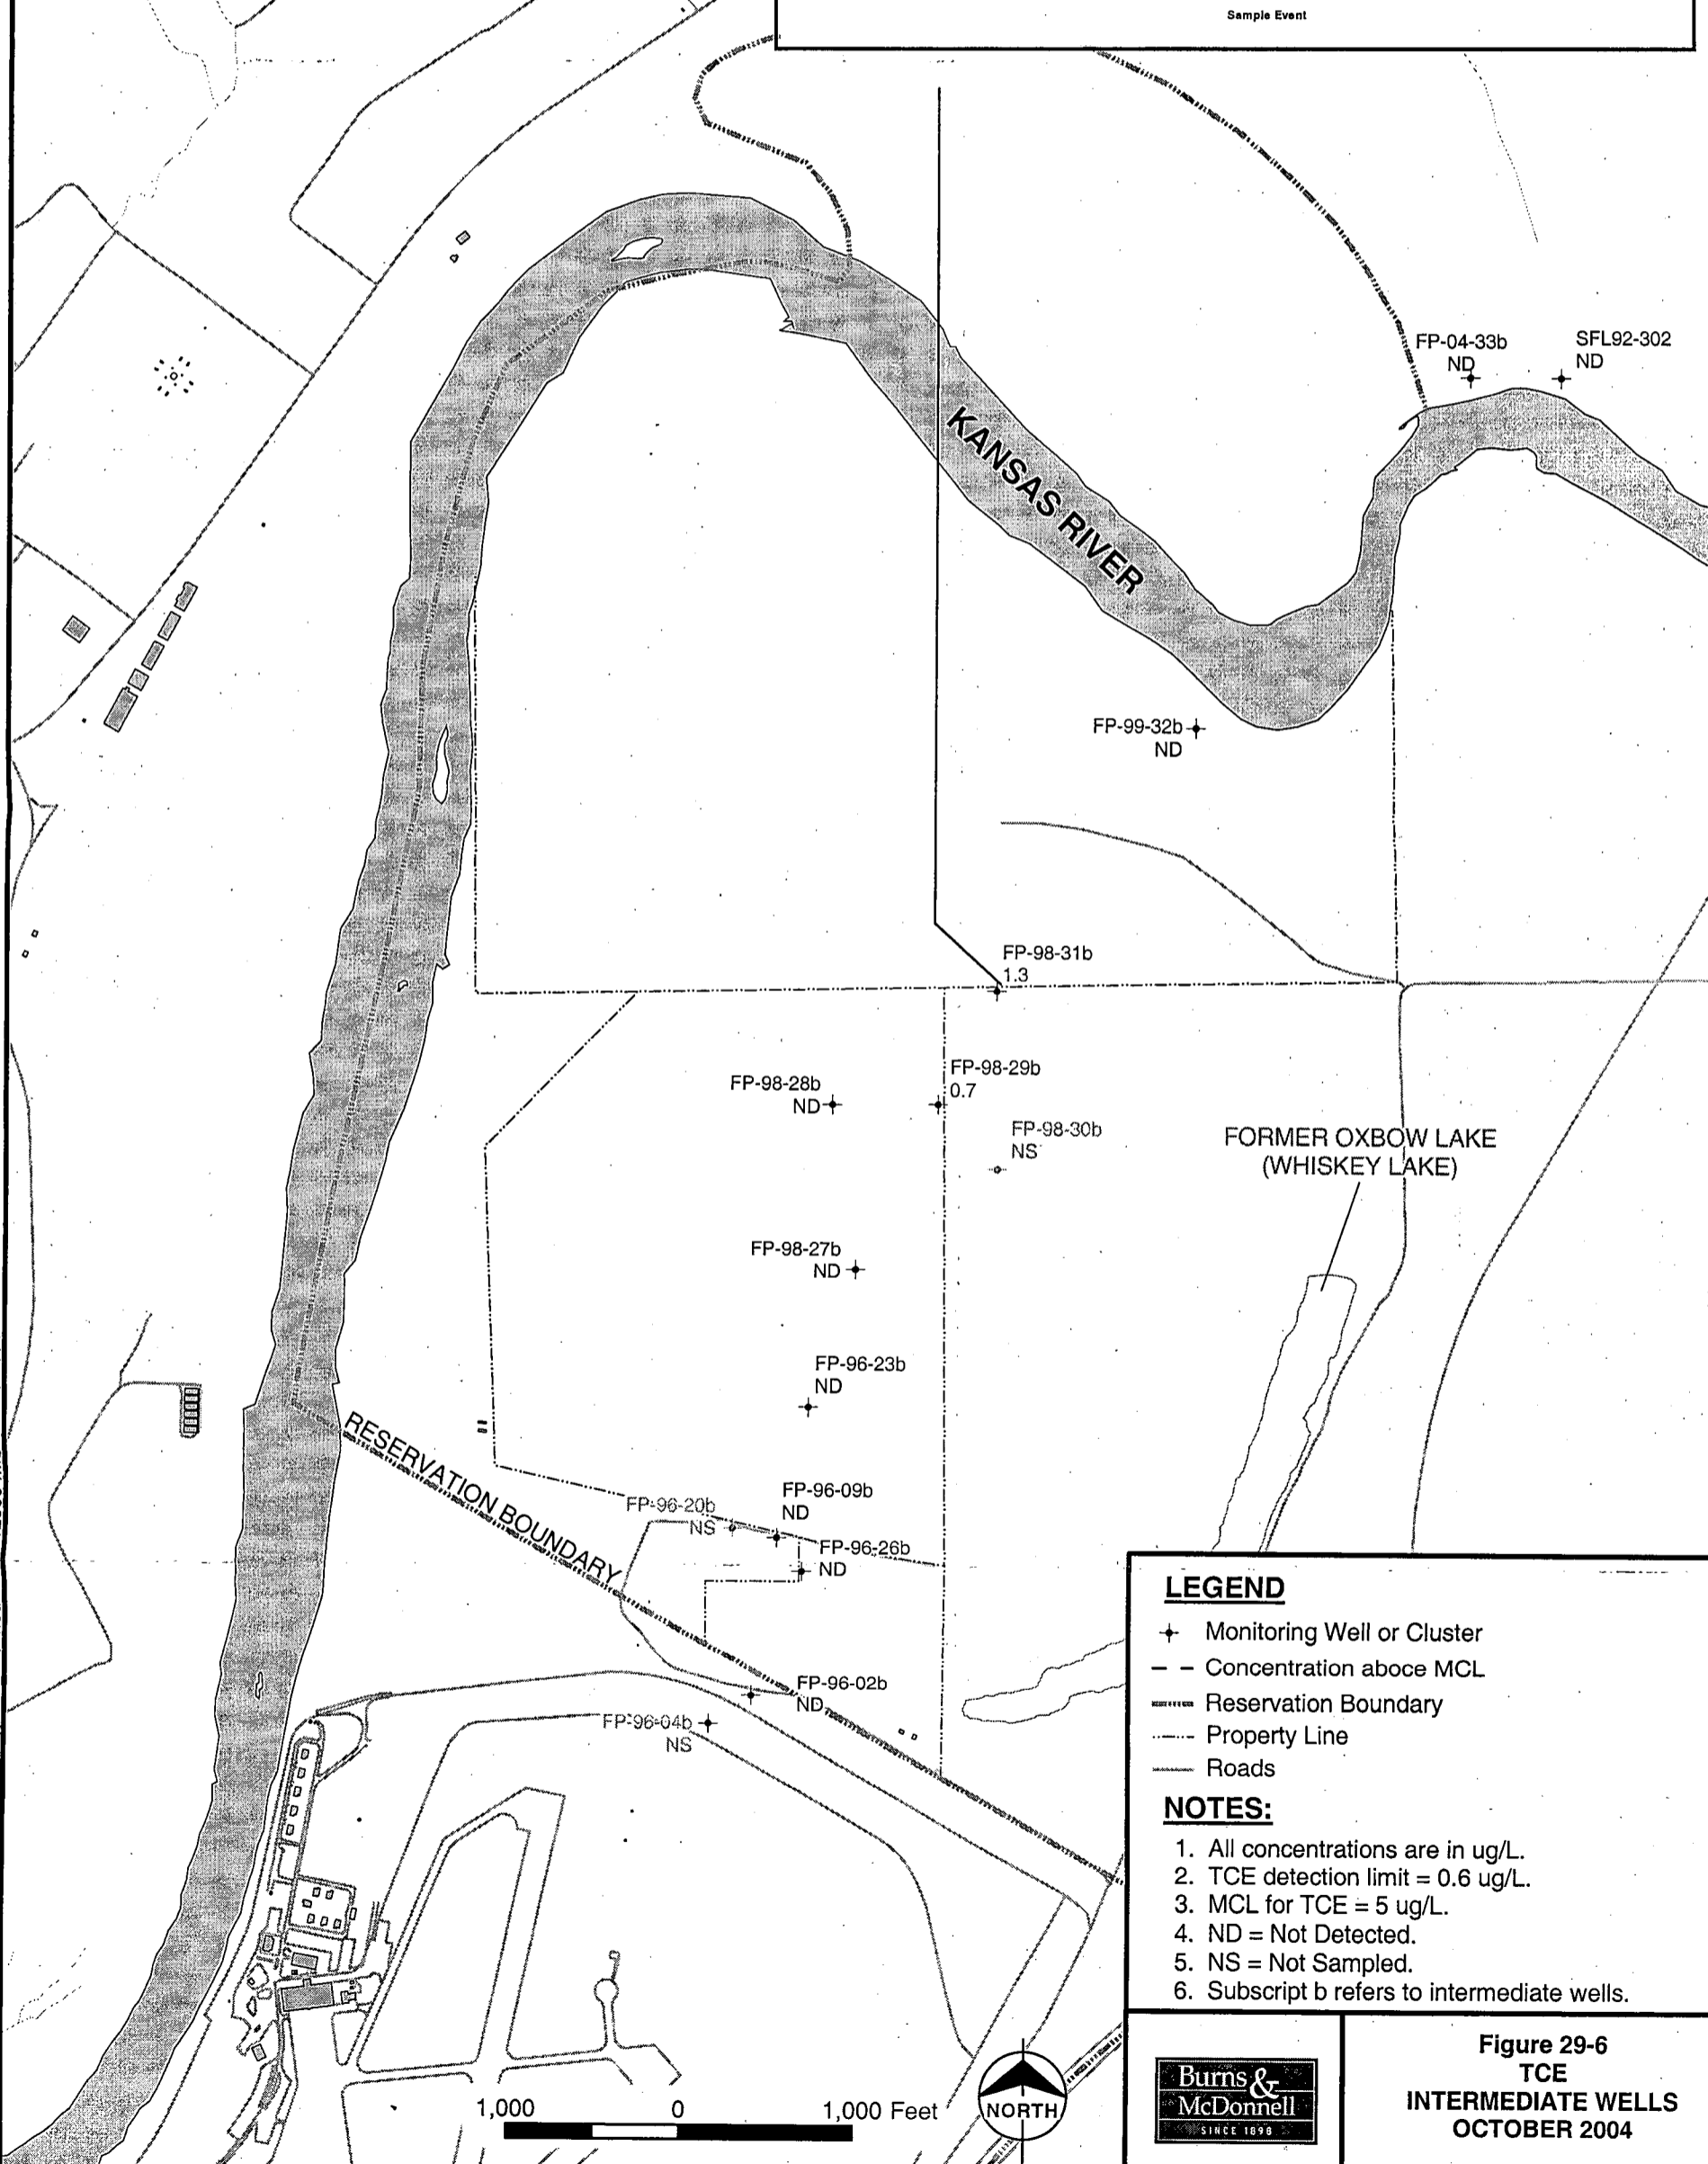 Sample Event
FP-04-33b
ND
SFL92-302
ND
KANSAS RIVER
FP-99-32b
ND
FP-98-31b
1.3
FP-98-29b
0.7
FP-98-28b
ND
FP-98-30b
NS
FORMER OXBOW LAKE
(WHISKEY LAKE)
FP-98-27b
ND
FP-96-23b
ND
RESERVATION BOUNDARY
FP-96-20b
NS
FP-96-09b
ND
FP-96-26b
ND
FP-96-02b
ND
FP-96-04b
NS
LEGEND
Monitoring Well or Cluster
Concentration aboce MCL
Reservation Boundary
Property Line
Roads
NOTES:
1. All concentrations are in ug/L.
2. TCE detection limit = 0.6 ug/L.
3. MCL for TCE = 5 ug/L.
4. ND = Not Detected.
5. NS = Not Sampled.
6. Subscript b refers to intermediate wells.
1,000 0 1,000 Feet
NORTH
Burns &
McDonnell
SINCE 1898
Figure 29-6
TCE
INTERMEDIATE WELLS
OCTOBER 2004